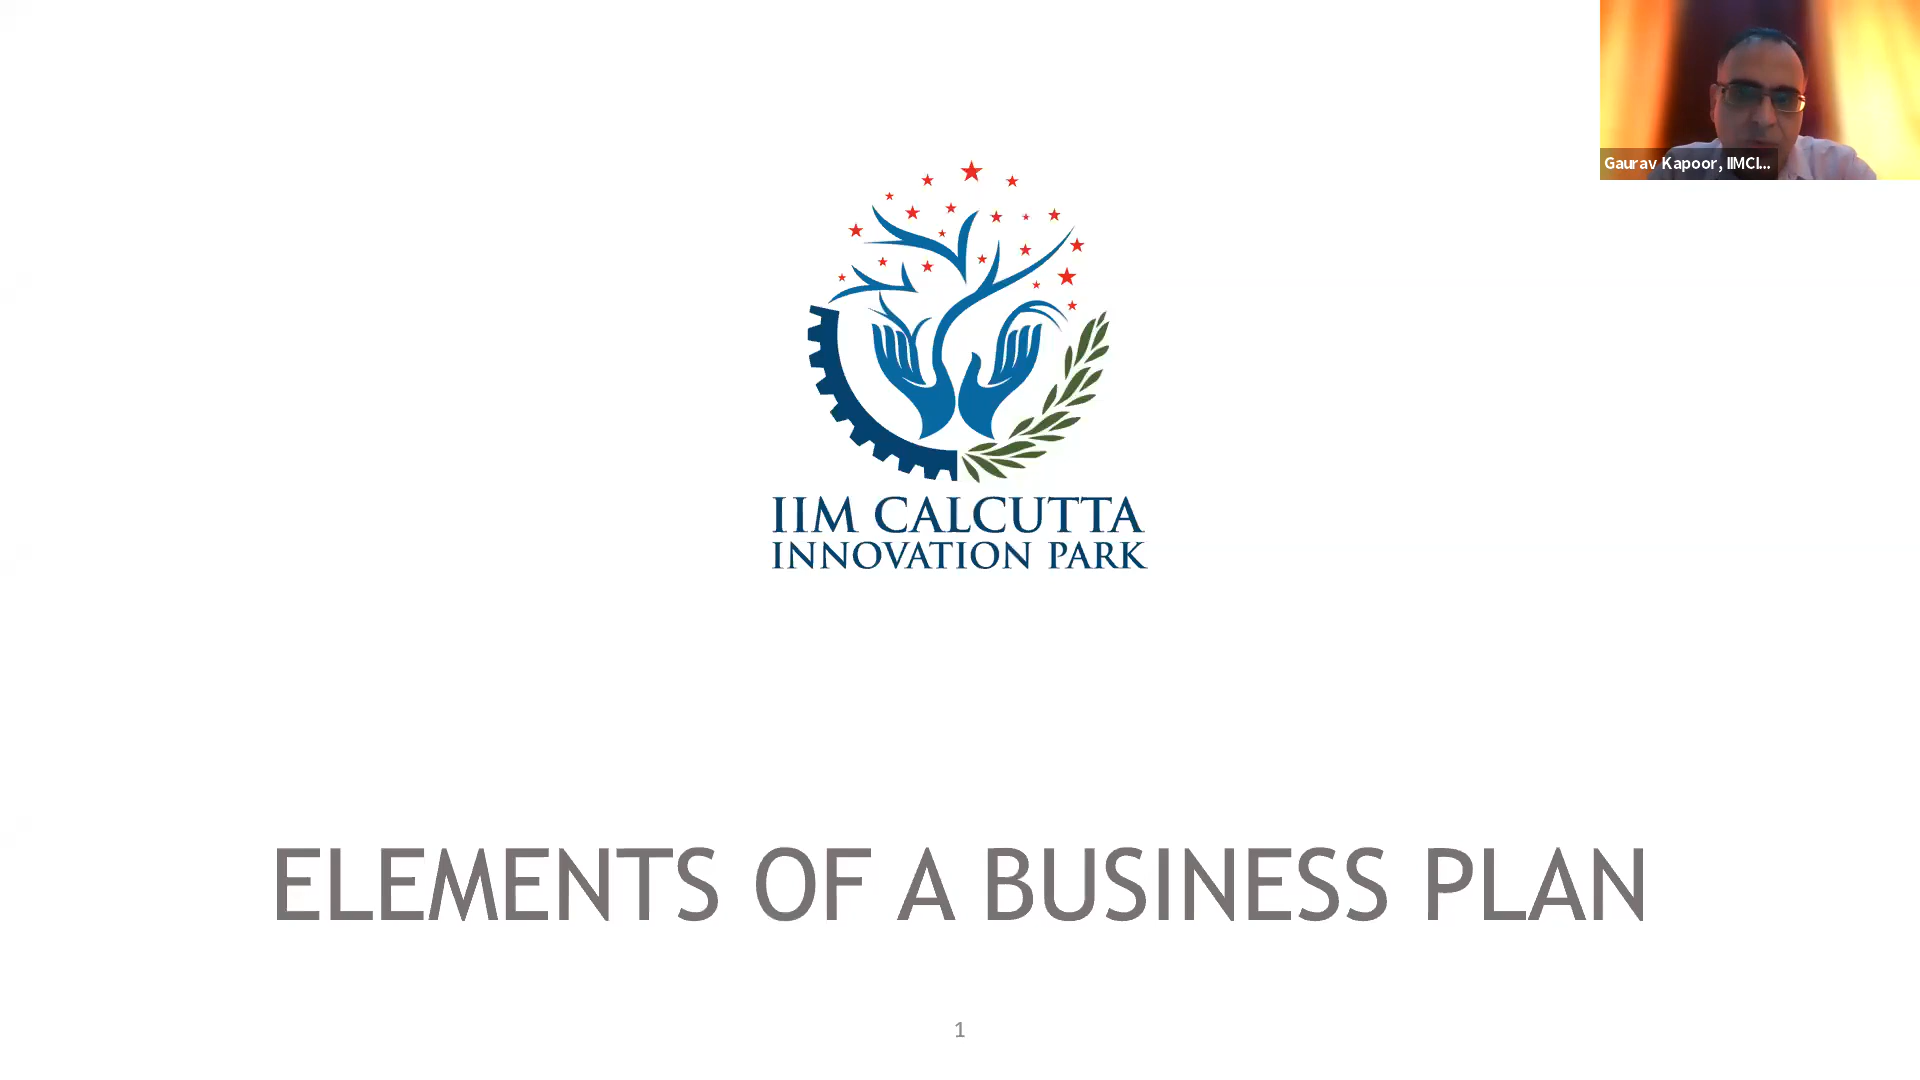 Gaurav Kapoor, IIMCI...
IIM CALCUTTA
INNOVATION PARK
ELEMENTS OF A BUSINESS PLAN
1